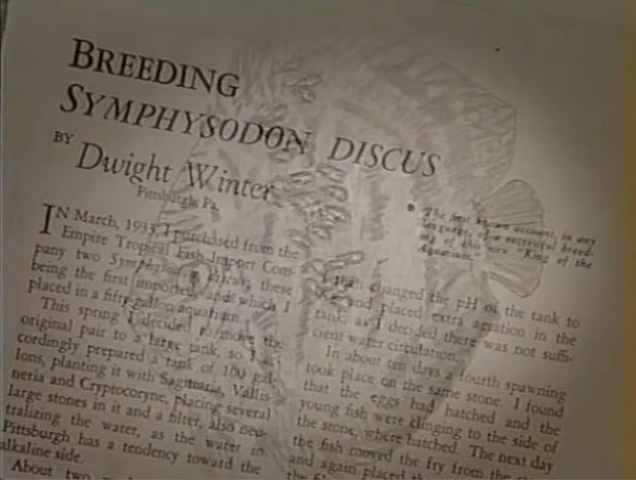 BREEDING
SYMPHYSODON DISCUS
BY
Dwight Winter
Pittsburgh, Pa.
IN March, 1933, I purchased from the
Empire Tropical Fish Import Com-
pany two Symphysodon discus, these
being the first imported, and which I
placed in a fifty-gallon aquarium.
This spring I decided to move the
original pair to a large tank, so I ac-
cordingly prepared a tank of 100 gal-
lons, planting it with Sagittaria, Vallis-
neria and Cryptocoryne, placing several
large stones in it and a filter, also neu-
tralizing the water, as the water in
Pittsburgh has a tendency toward the
alkaline side.
About two
● The first known account, in any
language, of a successful breed-
ing of this rare "King of the
Aquarium."
I then changed the pH of the tank to
and placed extra aeration in the
tank, as I decided there was not suffi-
cient water circulation.
In about ten days a fourth spawning
took place on the same stone. I found
that the eggs had hatched and the
young fish were clinging to the side of
the stone, where hatched. The next day
the fish moved the fry from the
and again placed